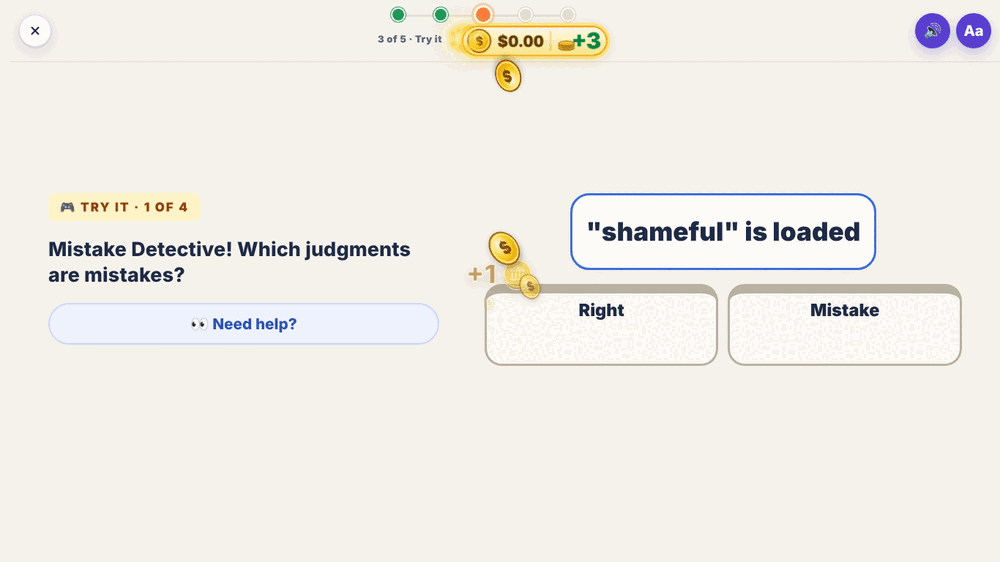 3 of 5 · Try it
$ $0.00 +3
Aa
$
🎮 TRY IT · 1 OF 4
Mistake Detective! Which judgments
are mistakes?
👀 Need help?
"shameful" is loaded
$
+1
$
Right
Mistake